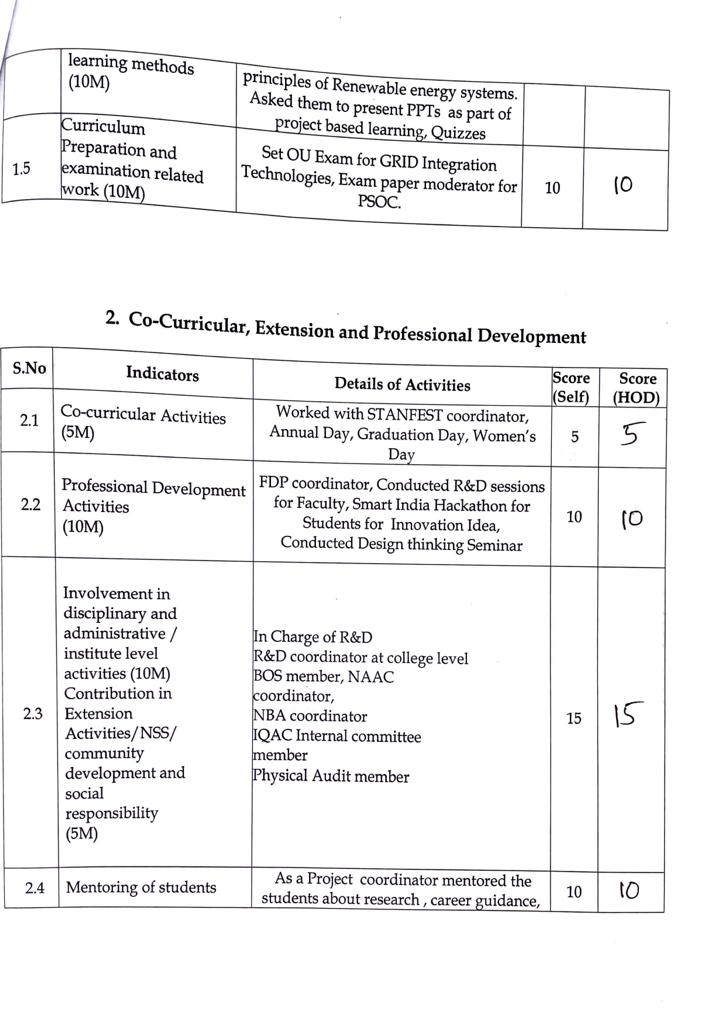 learning methods
(10M)
principles of Renewable energy systems.
Asked them to present PPTs as part of
project based learning, Quizzes
1.5
Curriculum
Preparation and
examination related
work (10M)
Set OU Exam for GRID Integration
Technologies, Exam paper moderator for
PSOC.
10
10
2. Co-Curricular, Extension and Professional Development
S.No
Indicators
Details of Activities
Score
(Self)
Score
(HOD)
2.1
Co-curricular Activities
(5M)
Worked with STANFEST coordinator,
Annual Day, Graduation Day, Women's
Day
5
5
2.2
Professional Development
Activities
(10M)
FDP coordinator, Conducted R&D sessions
for Faculty, Smart India Hackathon for
Students for Innovation Idea,
Conducted Design thinking Seminar
10
10
2.3
Involvement in
disciplinary and
administrative /
institute level
activities (10M)
Contribution in
Extension
Activities/NSS/
community
development and
social
responsibility
(5M)
In Charge of R&D
R&D coordinator at college level
BOS member, NAAC
coordinator,
NBA coordinator
IQAC Internal committee
member
Physical Audit member
15
15
2.4
Mentoring of students
As a Project coordinator mentored the
students about research , career guidance,
10
10